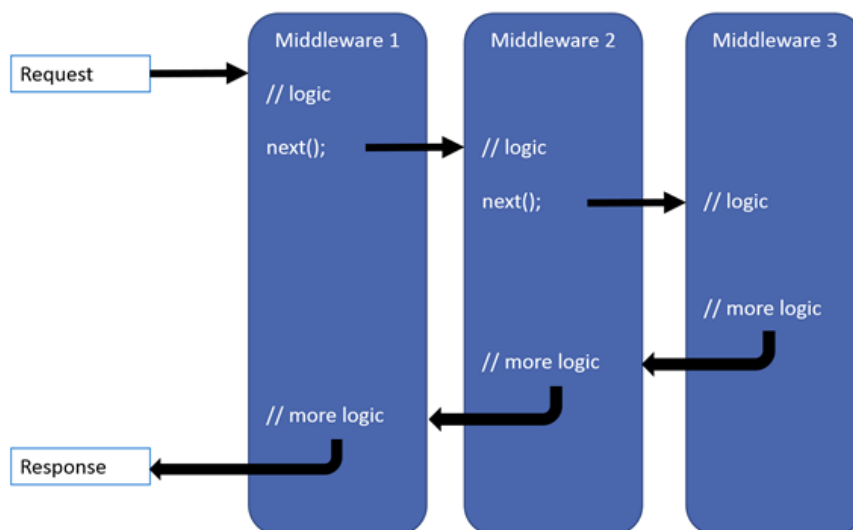 Middleware 1
Middleware 2
Middleware 3
Request
// logic
next();
// logic
next();
// logic
// more logic
// more logic
// more logic
Response